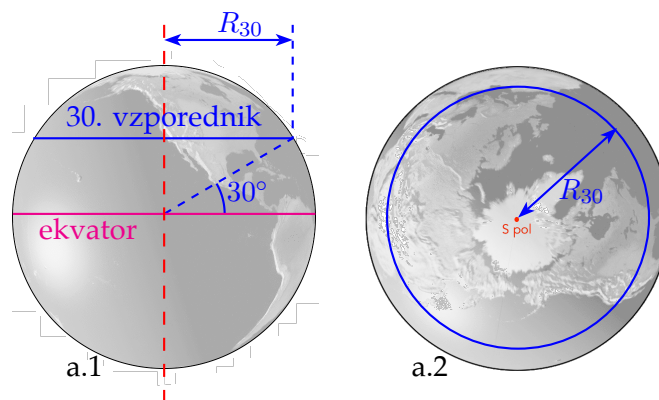 R30
30. vzporednik
30°
ekvator
a.1
R30
S pol
a.2